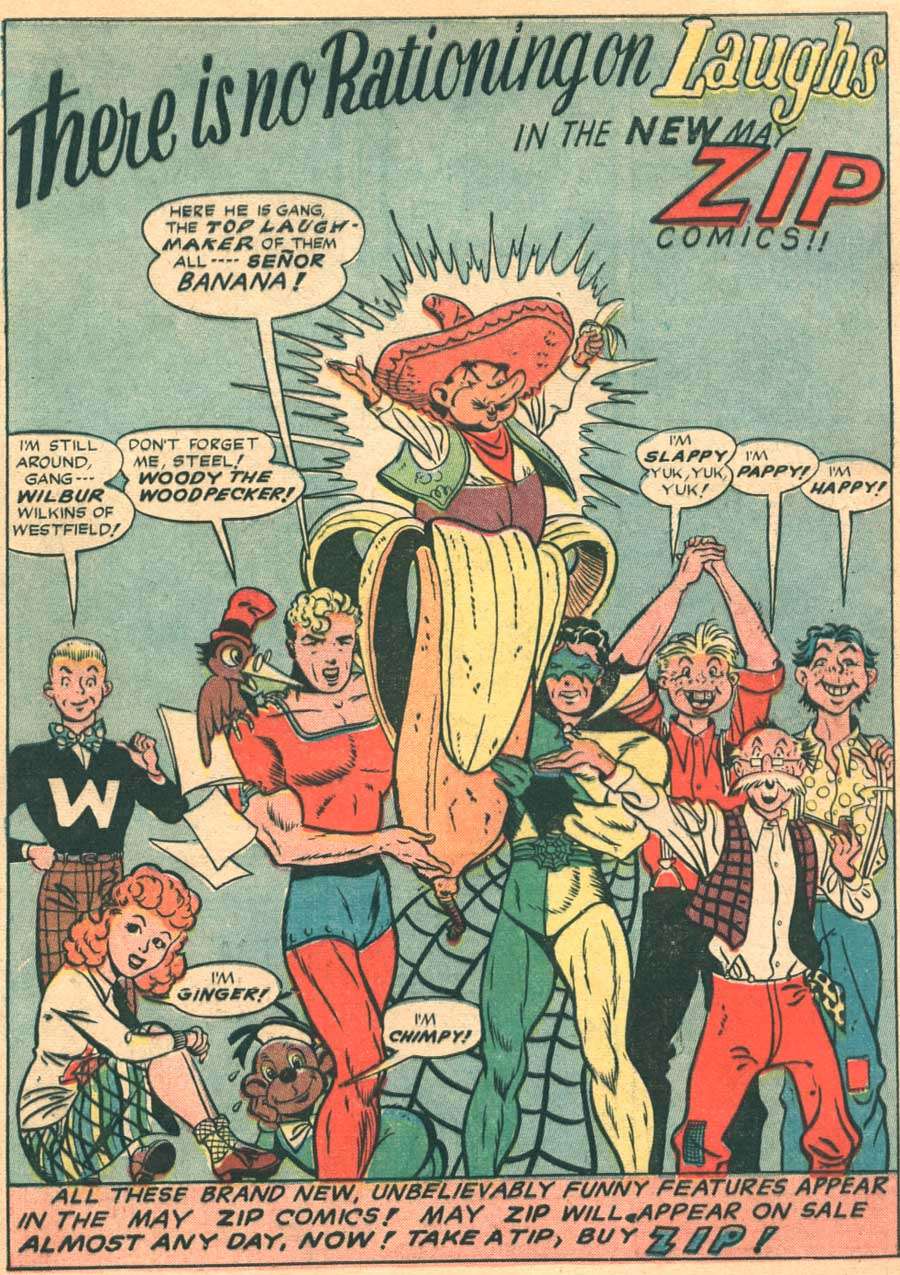 There is no Rationing on Laughs
IN THE NEW MAY
ZIP
COMICS!!
HERE HE IS GANG,
THE TOP LAUGH-
MAKER OF THEM
ALL ---- SEÑOR
BANANA!
I'M STILL
AROUND,
GANG---
WILBUR
WILKINS OF
WESTFIELD!
DON'T FORGET
ME, STEEL!
WOODY THE
WOODPECKER!
I'M
SLAPPY
YUK, YUK,
YUK!
I'M
PAPPY!
I'M
HAPPY!
W
I'M
GINGER!
I'M
CHIMPY!
ALL THESE BRAND NEW, UNBELIEVABLY FUNNY FEATURES APPEAR
IN THE MAY ZIP COMICS! MAY ZIP WILL APPEAR ON SALE
ALMOST ANY DAY, NOW! TAKE A TIP, BUY ZIP!